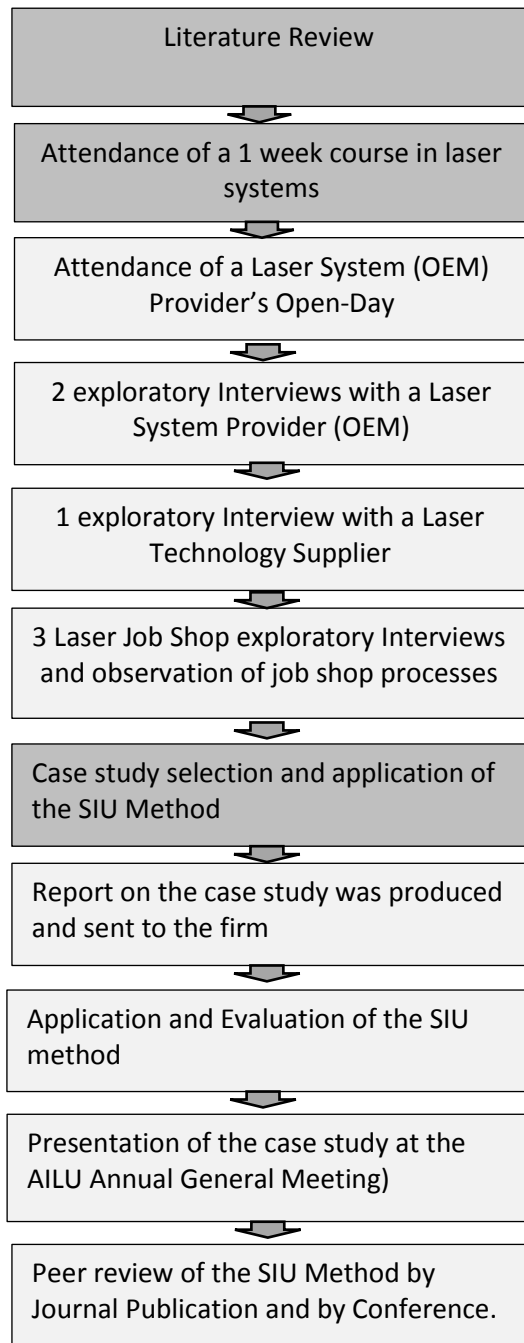 Literature Review
Attendance of a 1 week course in laser
systems
Attendance of a Laser System (OEM)
Provider’s Open-Day
2 exploratory Interviews with a Laser
System Provider (OEM)
1 exploratory Interview with a Laser
Technology Supplier
3 Laser Job Shop exploratory Interviews
and observation of job shop processes
Case study selection and application of
the SIU Method
Report on the case study was produced
and sent to the firm
Application and Evaluation of the SIU
method
Presentation of the case study at the
AILU Annual General Meeting)
Peer review of the SIU Method by
Journal Publication and by Conference.